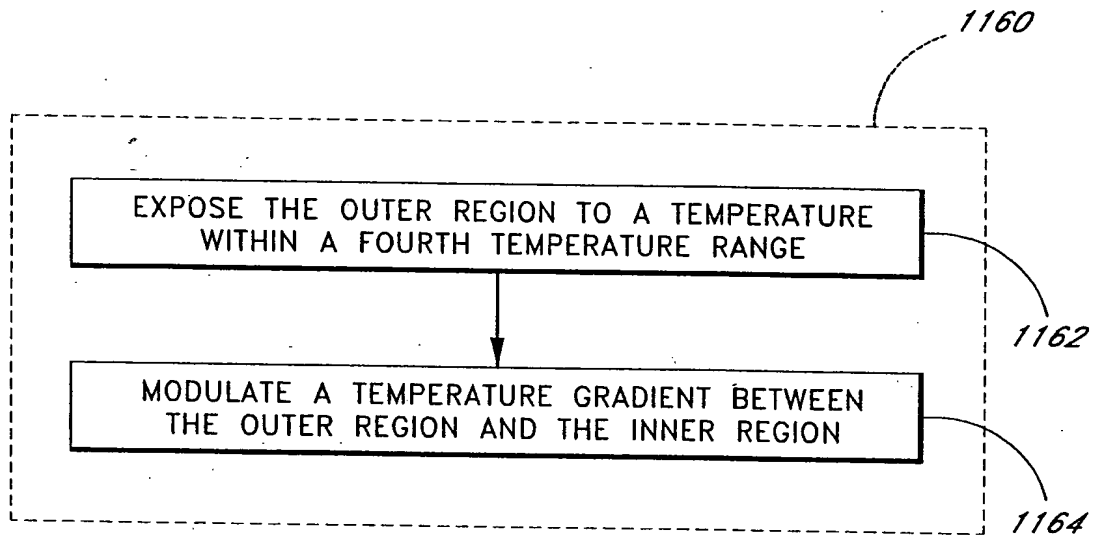 1160
EXPOSE THE OUTER REGION TO A TEMPERATURE
WITHIN A FOURTH TEMPERATURE RANGE
1162
MODULATE A TEMPERATURE GRADIENT BETWEEN
THE OUTER REGION AND THE INNER REGION
1164